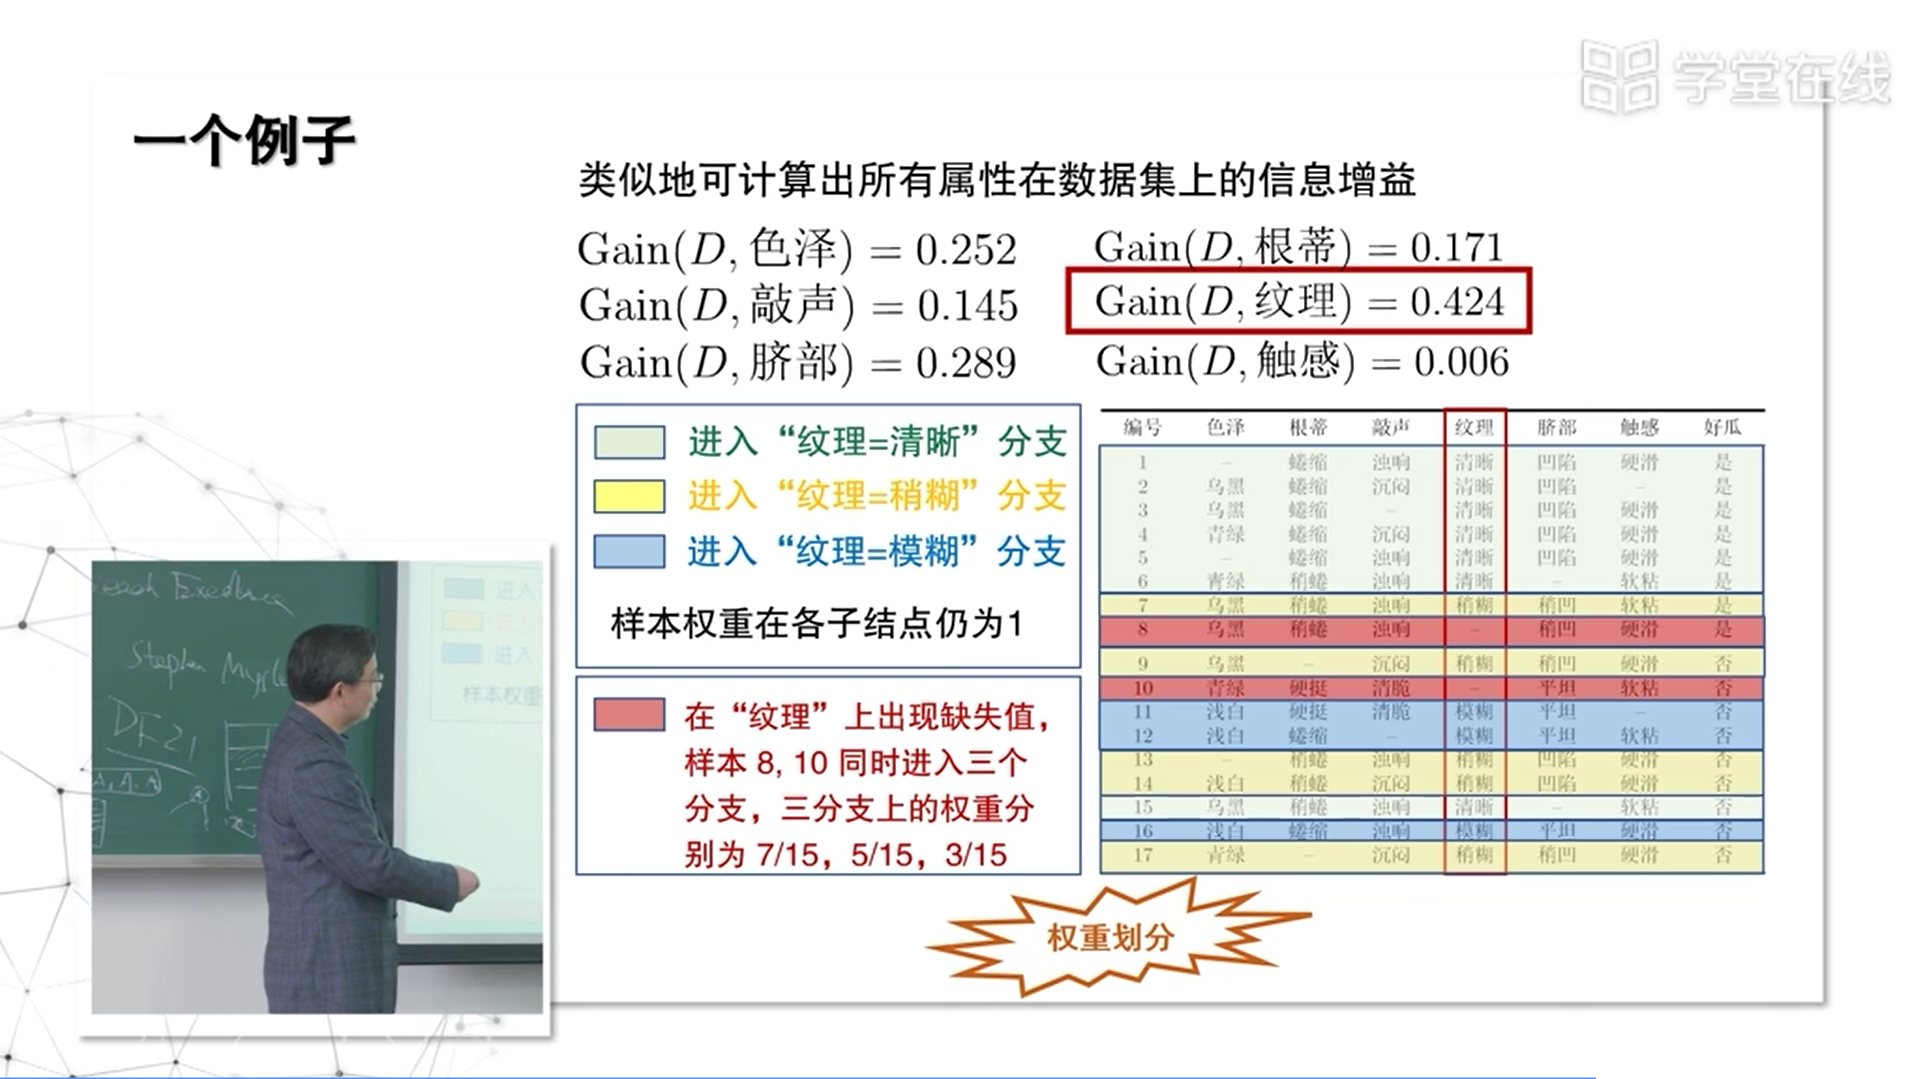 学堂在线
一个例子
类似地可计算出所有属性在数据集上的信息增益
Gain(D, 色泽) = 0.252
Gain(D, 根蒂) = 0.171
Gain(D, 敲声) = 0.145
Gain(D, 纹理) = 0.424
Gain(D, 脐部) = 0.289
Gain(D, 触感) = 0.006
进入“纹理=清晰”分支
进入“纹理=稍糊”分支
进入“纹理=模糊”分支
样本权重在各子结点仍为1
在“纹理”上出现缺失值，
样本 8, 10 同时进入三个
分支，三分支上的权重分
别为 7/15，5/15，3/15
编号 色泽 根蒂 敲声 纹理 脐部 触感 好瓜
1 – 蜷缩 浊响 清晰 凹陷 硬滑 是
2 乌黑 蜷缩 沉闷 清晰 凹陷 – 是
3 乌黑 蜷缩 – 清晰 凹陷 硬滑 是
4 青绿 蜷缩 沉闷 清晰 凹陷 硬滑 是
5 – 蜷缩 浊响 清晰 凹陷 硬滑 是
6 青绿 稍蜷 浊响 清晰 – 软粘 是
7 乌黑 稍蜷 浊响 稍糊 稍凹 软粘 是
8 乌黑 稍蜷 浊响 – 稍凹 硬滑 是
9 乌黑 – 沉闷 稍糊 稍凹 硬滑 否
10 青绿 硬挺 清脆 – 平坦 软粘 否
11 浅白 硬挺 清脆 模糊 平坦 – 否
12 浅白 蜷缩 – 模糊 平坦 软粘 否
13 – 稍蜷 浊响 稍糊 凹陷 硬滑 否
14 浅白 稍蜷 沉闷 稍糊 凹陷 硬滑 否
15 乌黑 稍蜷 浊响 清晰 – 软粘 否
16 浅白 蜷缩 浊响 模糊 平坦 硬滑 否
17 青绿 – 沉闷 稍糊 稍凹 硬滑 否
权重划分
Stephen
进入
进入
样本权重